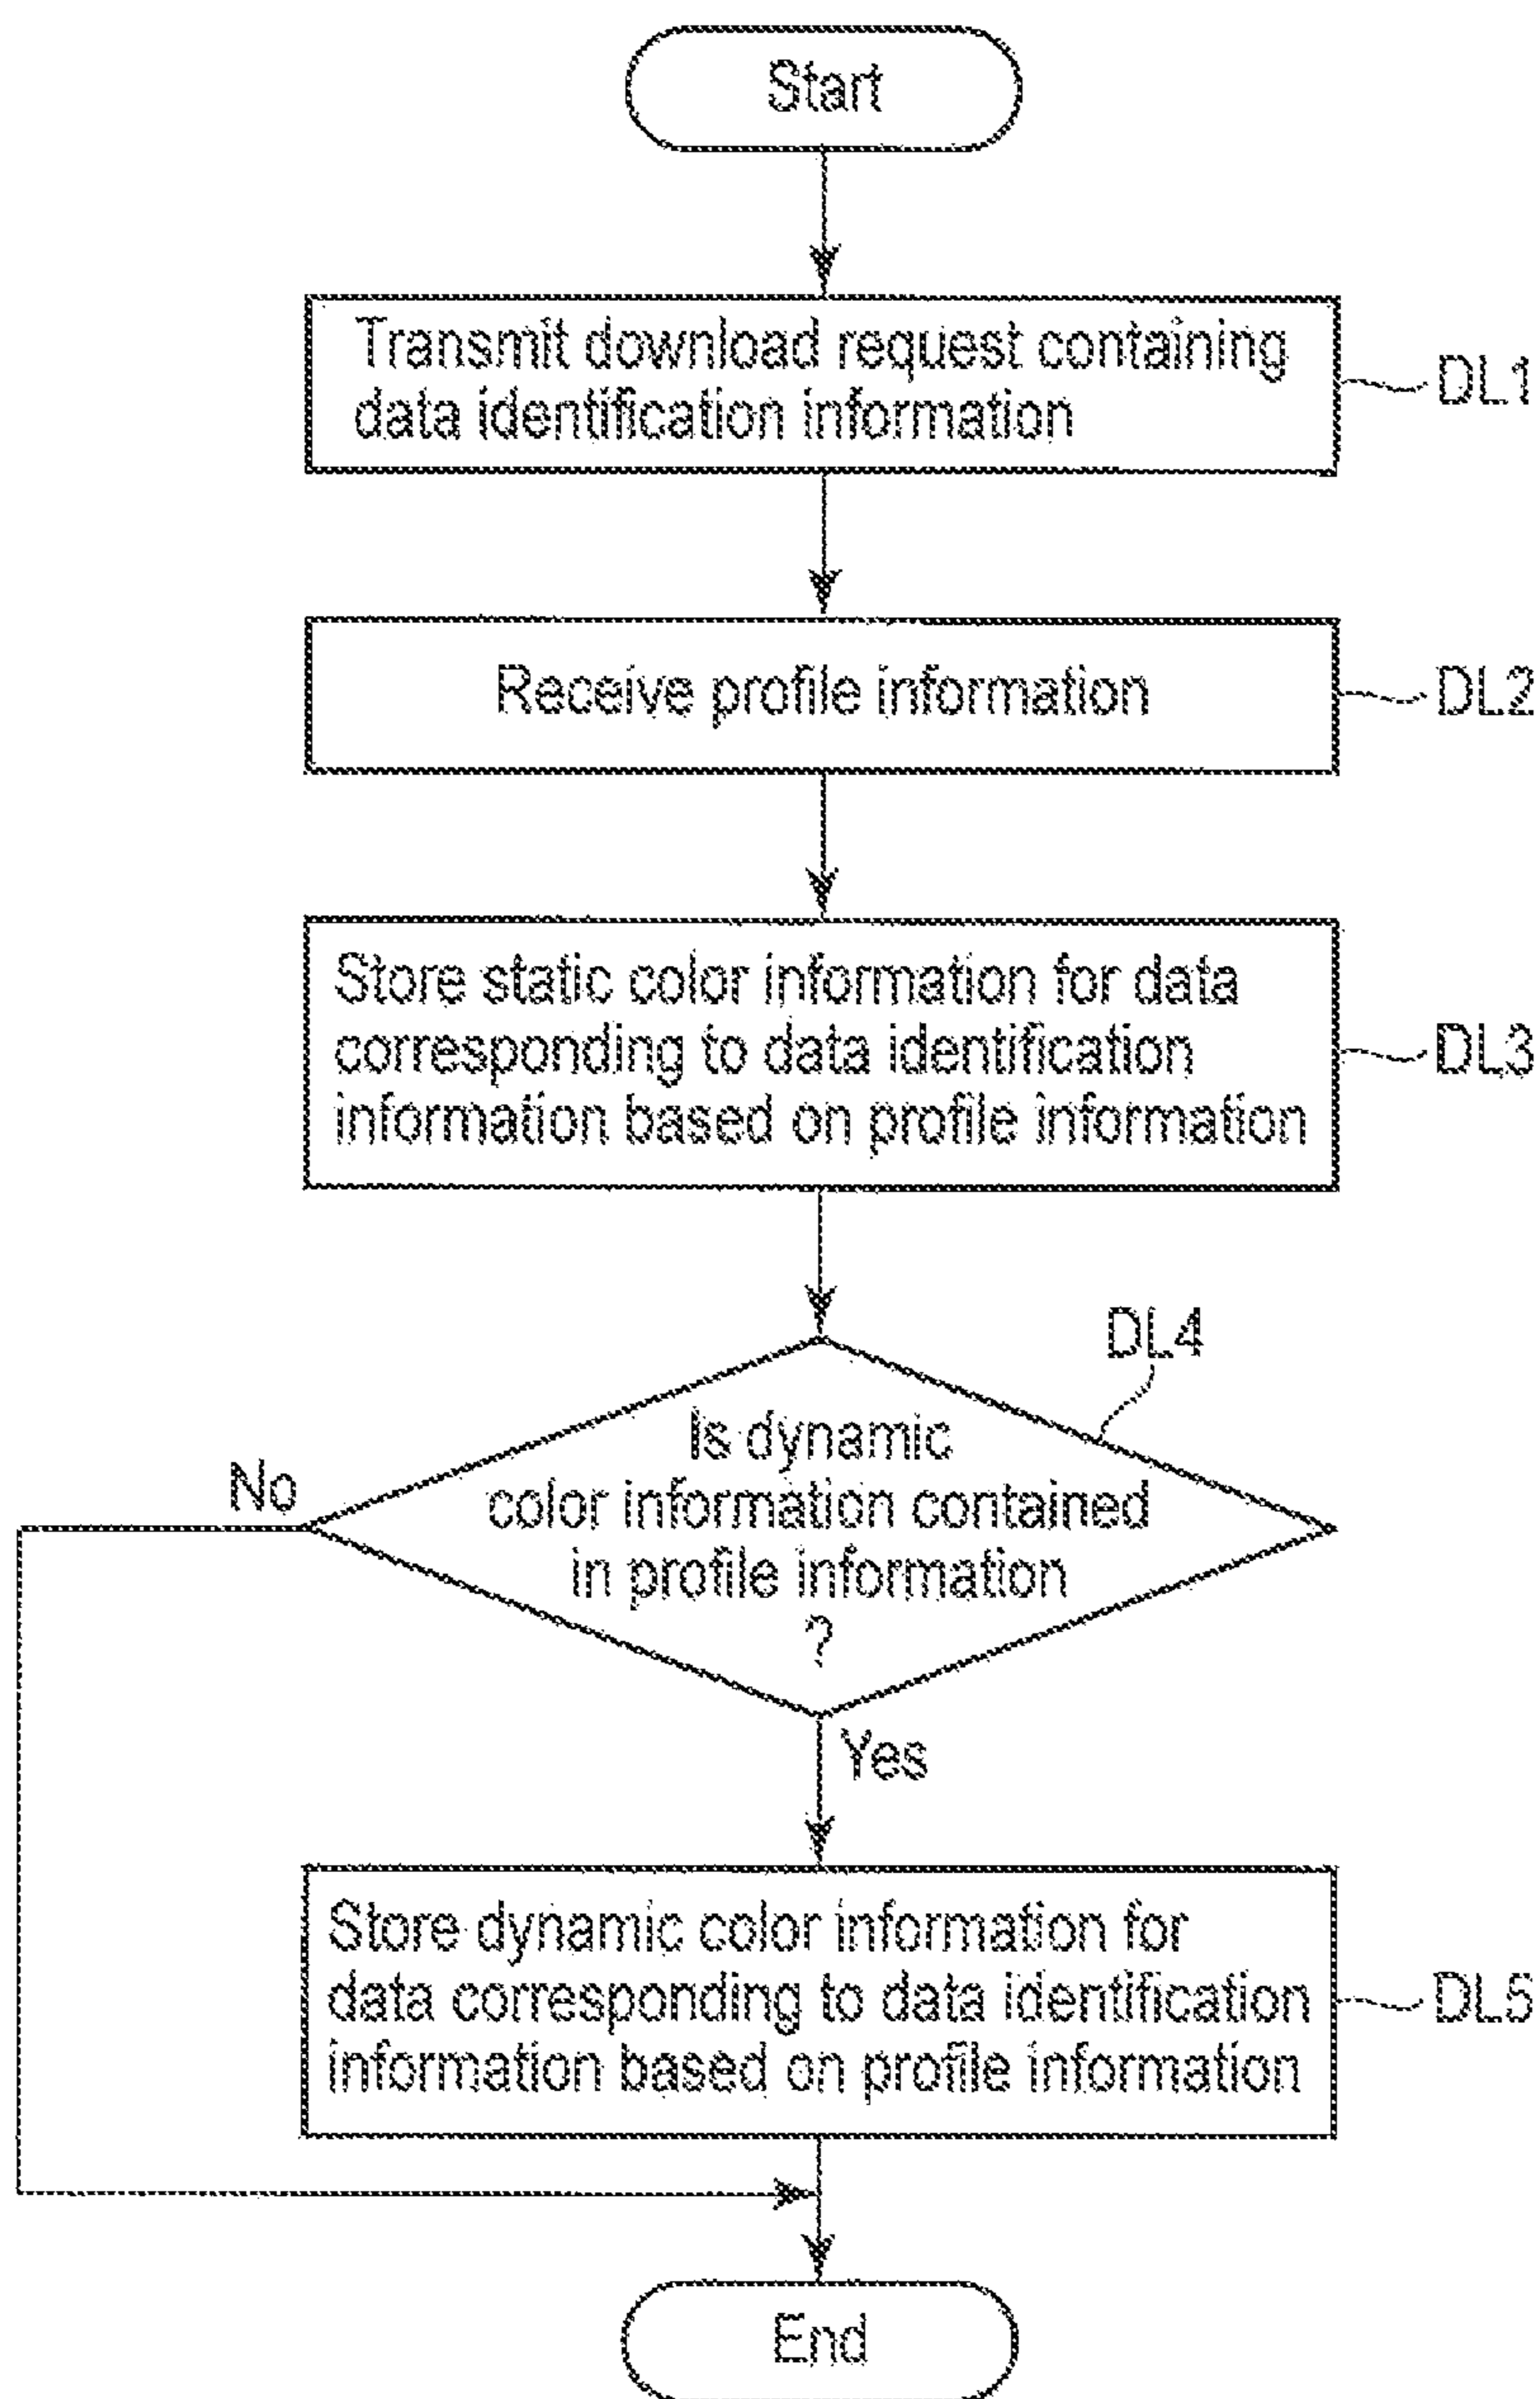 Start
Transmit download request containing
data identification information
DL1
Receive profile information
DL2
Store static color information for data
corresponding to data identification
information based on profile information
DL3
DL4
Is dynamic
color information contained
in profile information
?
No
Yes
Store dynamic color information for
data corresponding to data identification
information based on profile information
DL5
End